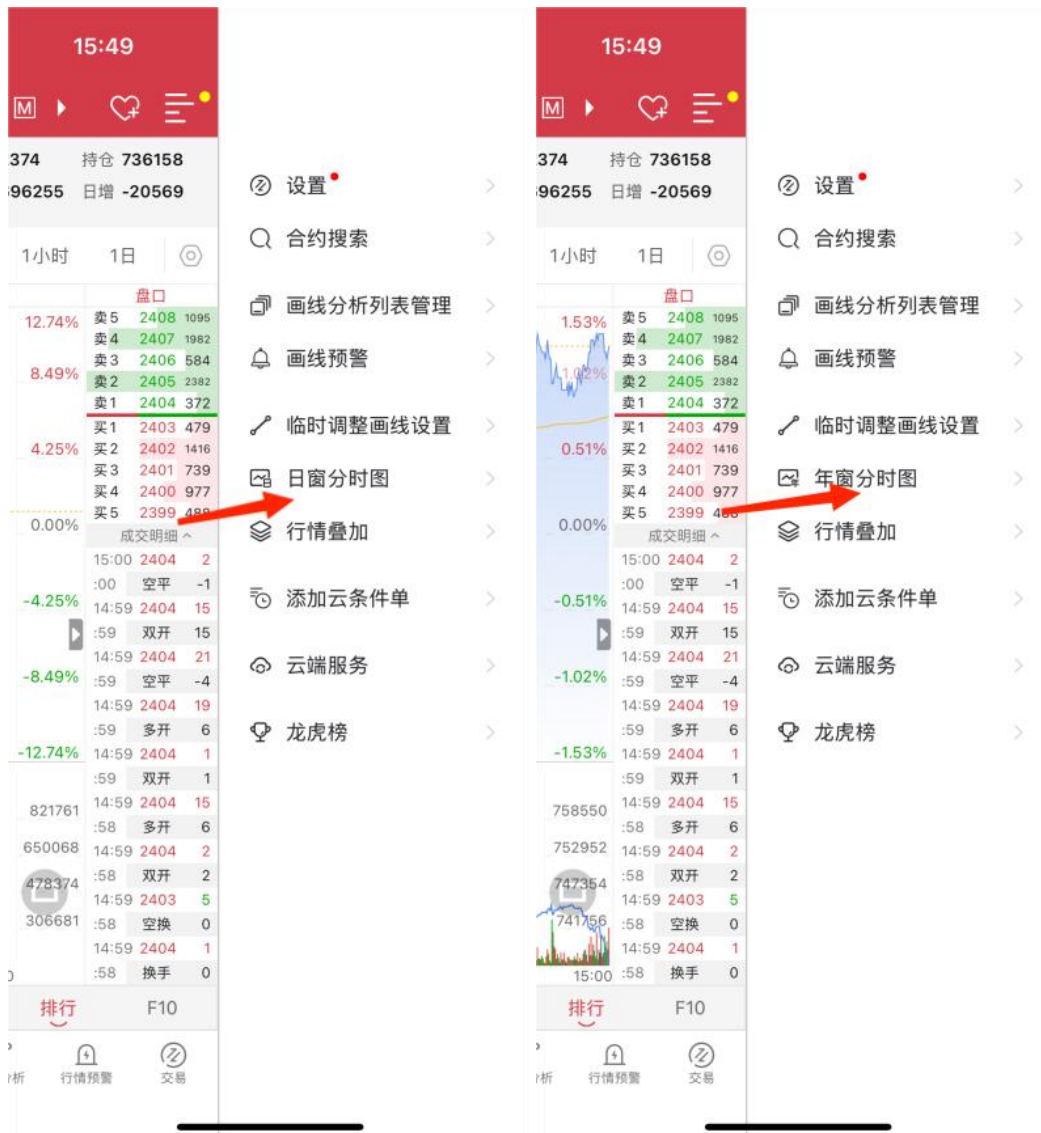 15:49
M
374 持仓 736158
696255 日增 -20569
1小时 1日
盘口
12.74%
8.49%
4.25%
0.00%
-4.25%
-8.49%
-12.74%
821761
650068
478374
306681
卖5 2408 1095
卖4 2407 1982
卖3 2406 584
卖2 2405 2382
卖1 2404 372
买1 2403 479
买2 2402 1416
买3 2401 739
买4 2400 977
买5 2399 488
成交明细
15:00 2404 2
:00 空平 -1
14:59 2404 15
:59 双开 15
14:59 2404 21
:59 空平 -4
14:59 2404 19
:59 多开 6
14:59 2404 1
:59 双开 1
14:59 2404 15
:58 多开 6
14:59 2404 2
:58 双开 2
14:59 2403 5
:58 空换 0
14:59 2404 1
:58 换手 0
排行 F10
分析 行情预警 交易
设置
合约搜索
画线分析列表管理
画线预警
临时调整画线设置
日窗分时图
行情叠加
添加云条件单
云端服务
龙虎榜
15:49
M
374 持仓 736158
96255 日增 -20569
1小时 1日
盘口
1.53%
1.02%
0.51%
0.00%
-0.51%
-1.02%
-1.53%
758550
752952
747354
741756
15:00
卖5 2408 1095
卖4 2407 1982
卖3 2406 584
卖2 2405 2382
卖1 2404 372
买1 2403 479
买2 2402 1416
买3 2401 739
买4 2400 977
买5 2399 488
成交明细
15:00 2404 2
:00 空平 -1
14:59 2404 15
:59 双开 15
14:59 2404 21
:59 空平 -4
14:59 2404 19
:59 多开 6
14:59 2404 1
:59 双开 1
14:59 2404 15
:58 多开 6
14:59 2404 2
:58 双开 2
14:59 2403 5
:58 空换 0
14:59 2404 1
:58 换手 0
排行 F10
分析 行情预警 交易
设置
合约搜索
画线分析列表管理
画线预警
临时调整画线设置
年窗分时图
行情叠加
添加云条件单
云端服务
龙虎榜